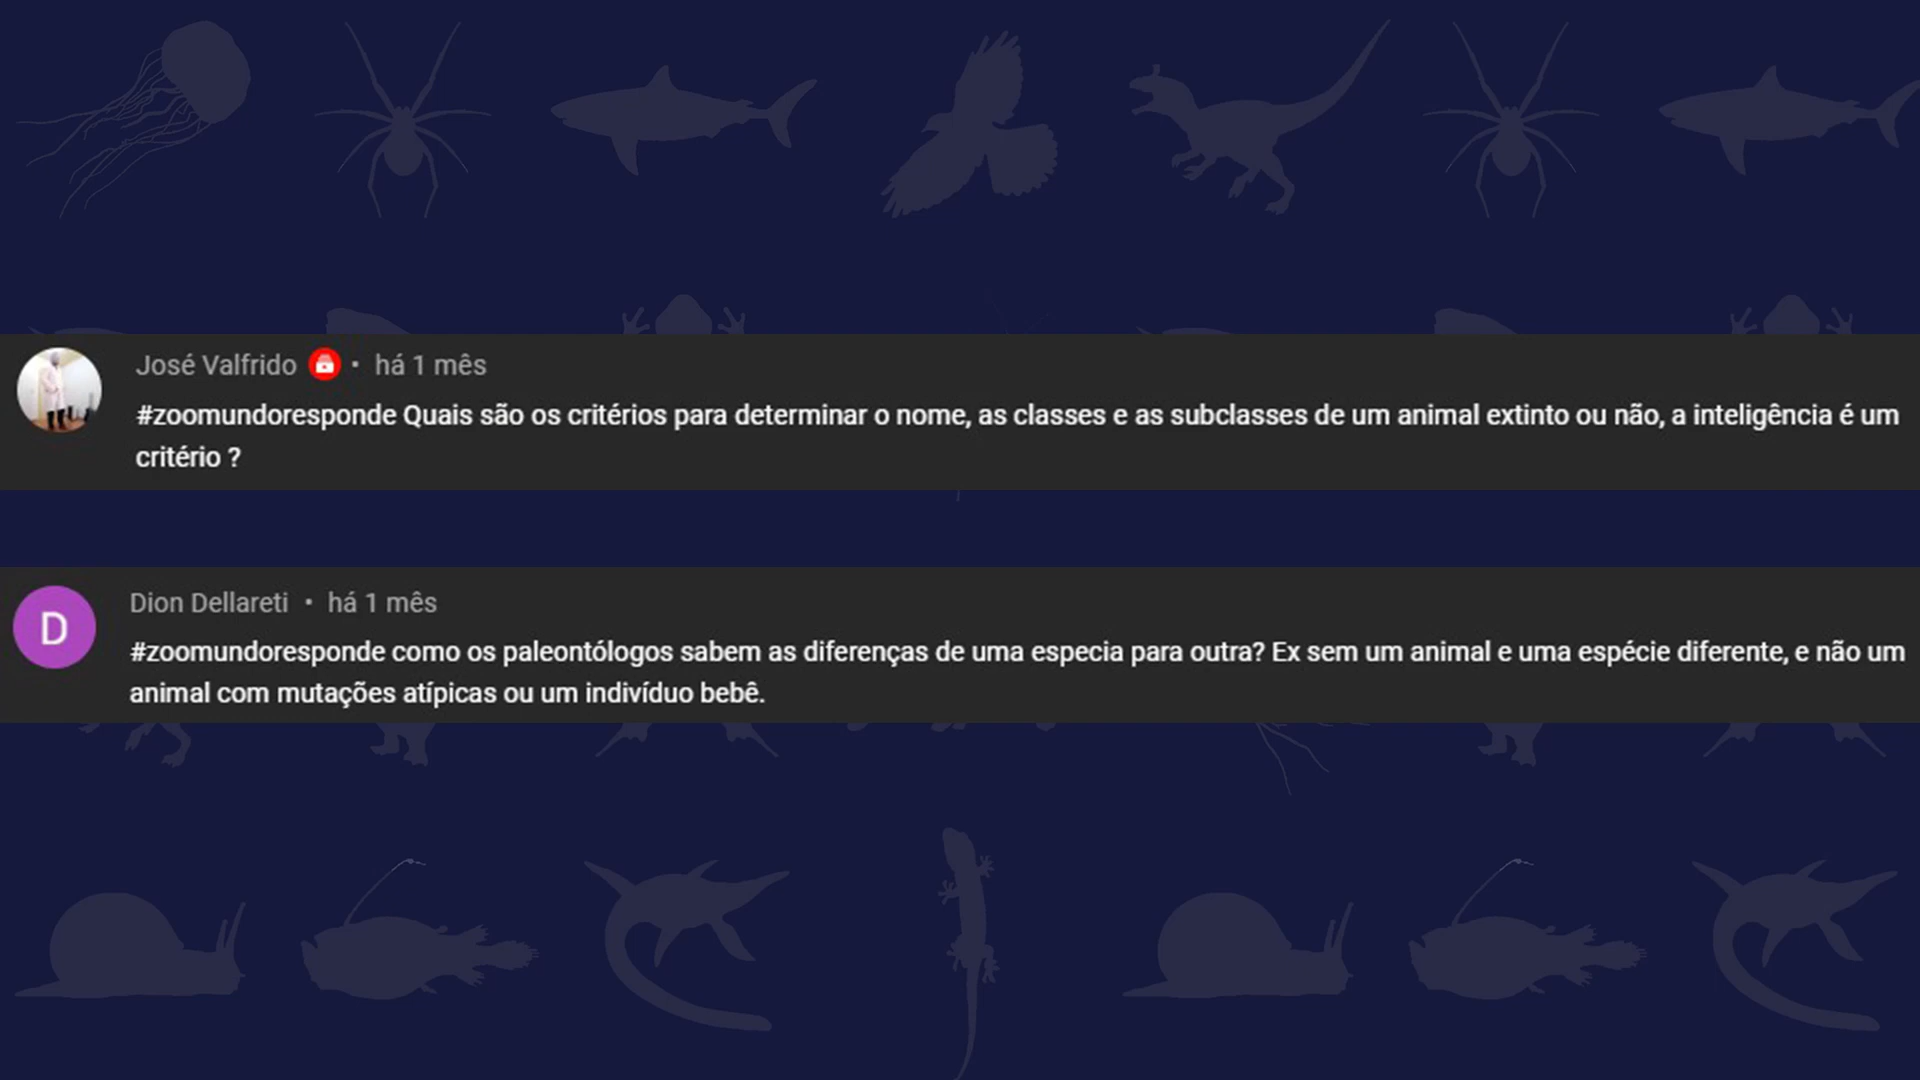 José Valfrido • há 1 mês
#zoomundoresponde Quais são os critérios para determinar o nome, as classes e as subclasses de um animal extinto ou não, a inteligência é um
critério ?
D
Dion Dellareti • há 1 mês
#zoomundoresponde como os paleontólogos sabem as diferenças de uma especia para outra? Ex sem um animal e uma espécie diferente, e não um
animal com mutações atípicas ou um indivíduo bebê.